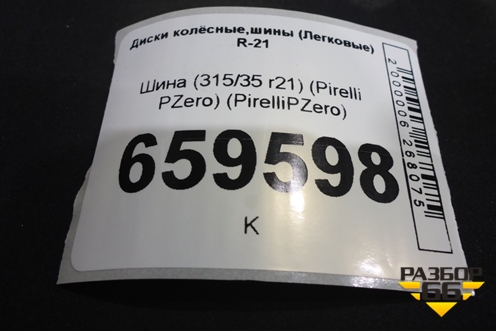 Диски колёсные,шины (Легковые)
R-21
Шина (315/35 r21) (Pirelli
PZero) (PirelliPZero)
659598
К
2000006268075
РАЗБОР
66